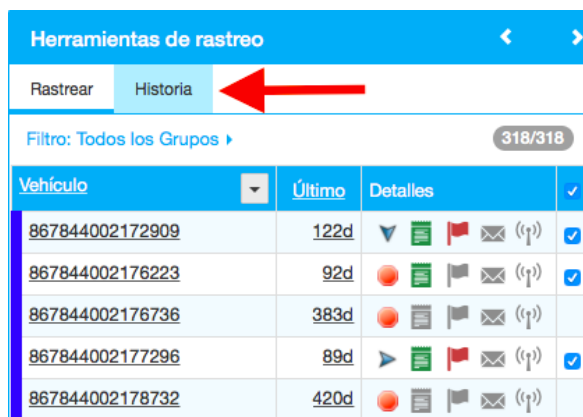 Herramientas de rastreo
Rastrear Historia
Filtro: Todos los Grupos
318/318
Vehículo Último Detalles
867844002172909 122d
867844002176223 92d
867844002176736 383d
867844002177296 89d
867844002178732 420d